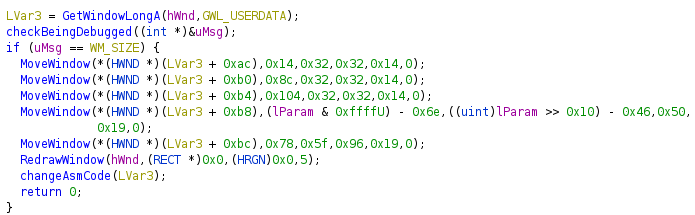 LVar3 = GetWindowLongA(hWnd,GWL_USERDATA);
checkBeingDebugged((int *)&uMsg);
if (uMsg == WM_SIZE) {
  MoveWindow(*(HWND *)(LVar3 + 0xac),0x14,0x32,0x32,0x14,0);
  MoveWindow(*(HWND *)(LVar3 + 0xb0),0x8c,0x32,0x32,0x14,0);
  MoveWindow(*(HWND *)(LVar3 + 0xb4),0x104,0x32,0x32,0x14,0);
  MoveWindow(*(HWND *)(LVar3 + 0xb8),(lParam & 0xffffU) - 0x6e,((uint)lParam >> 0x10) - 0x46,0x50,
             0x19,0);
  MoveWindow(*(HWND *)(LVar3 + 0xbc),0x78,0x5f,0x96,0x19,0);
  RedrawWindow(hWnd,(RECT *)0x0,(HRGN)0x0,5);
  changeAsmCode(LVar3);
  return 0;
}